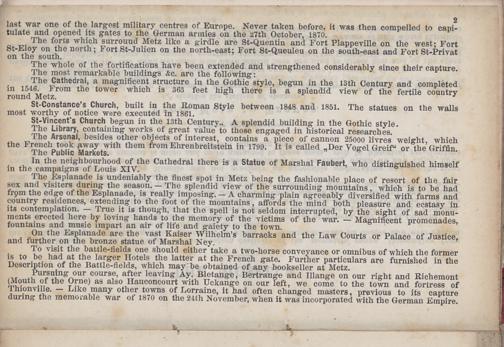 2
last war one of the largest military centres of Europe. Never taken before, it was then compelled to capi-
tulate and opened its gates to the German armies on the 27th October, 1870.
The forts which surround Metz like a girdle are St-Quentin and Fort Plappeville on the west; Fort
St-Eloy on the north; Fort St-Julien on the north-east; Fort St-Queuleu on the south-east and Fort St-Privat
on the south.
The whole of the fortifications have been extended and strengthened considerably since their capture.
The most remarkable buildings &c. are the following:
The Cathedral, a magnificent structure in the Gothic style, begun in the 13th Century and completed
in 1546. From the tower which is 365 feet high there is a splendid view of the fertile country
round Metz.
St-Constance's Church, built in the Roman Style between 1848 and 1851. The statues on the walls
most worthy of notice were executed in 1861.
St-Vincent's Church begun in the 13th Century. A splendid building in the Gothic style.
The Library, containing works of great value to those engaged in historical researches.
The Arsenal, besides other objects of interest, contains a piece of cannon 25000 livres weight, which
the French took away with them from Ehrenbreitstein in 1799. It is called „Der Vogel Greif" or the Griffin.
The Public Markets.
In the neighbourhood of the Cathedral there is a Statue of Marshal Faubert, who distinguished himself
in the campaigns of Louis XIV.
The Esplanade is undeniably the finest spot in Metz being the fashionable place of resort of the fair
sex and visitors during the season. — The splendid view of the surrounding mountains, which is to be had
from the edge of the Esplanade, is really imposing. — A charming plain agreeably diversified with farms and
country residences, extending to the foot of the mountains, affords the mind both pleasure and ecstasy in
its contemplation. — True it is though, that the spell is not seldom interrupted, by the sight of sad monu-
ments erected here by loving hands to the memory of the victims of the war. — Magnificent promenades,
fountains and music impart an air of life and gaiety to the town.
On the Esplanade are the vast Kaiser Wilhelm's barracks and the Law Courts or Palace of Justice,
and further on the bronze statue of Marshal Ney.
To visit the battle-fields one should either take a two-horse conveyance or omnibus of which the former
is to be had at the larger Hotels the latter at the French gate. Further particulars are furnished in the
Description of the Battle-fields, which may be obtained of any bookseller at Metz.
Pursuing our course, after leaving Ay, Bietange, Bertrange and Illange on our right and Richemont
(Mouth of the Orne) as also Hauconcourt with Uckange on our left, we come to the town and fortress of
Thionville. — Like many other towns of Lorraine, it had often changed masters, previous to its capture
during the memorable war of 1870 on the 24th November, when it was incorporated with the German Empire.